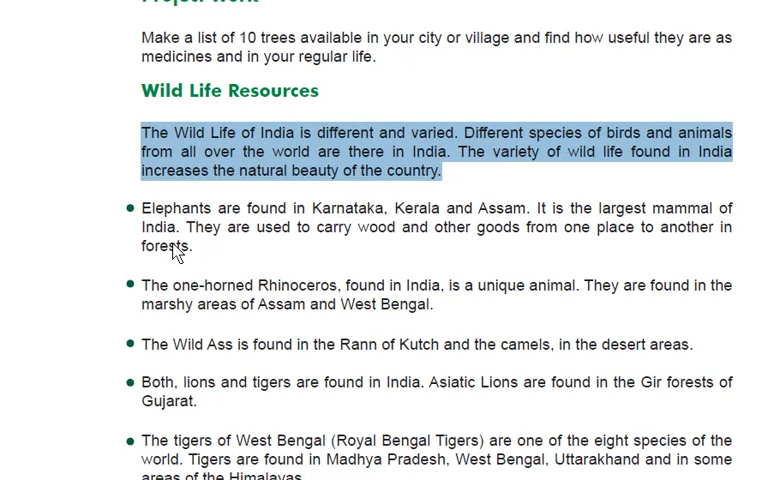 Project Work
Make a list of 10 trees available in your city or village and find how useful they are as
medicines and in your regular life.
Wild Life Resources
The Wild Life of India is different and varied. Different species of birds and animals
from all over the world are there in India. The variety of wild life found in India
increases the natural beauty of the country.
Elephants are found in Karnataka, Kerala and Assam. It is the largest mammal of
India. They are used to carry wood and other goods from one place to another in
forests.
The one-horned Rhinoceros, found in India, is a unique animal. They are found in the
marshy areas of Assam and West Bengal.
The Wild Ass is found in the Rann of Kutch and the camels, in the desert areas.
Both, lions and tigers are found in India. Asiatic Lions are found in the Gir forests of
Gujarat.
The tigers of West Bengal (Royal Bengal Tigers) are one of the eight species of the
world. Tigers are found in Madhya Pradesh, West Bengal, Uttarakhand and in some
areas of the Himalayas.